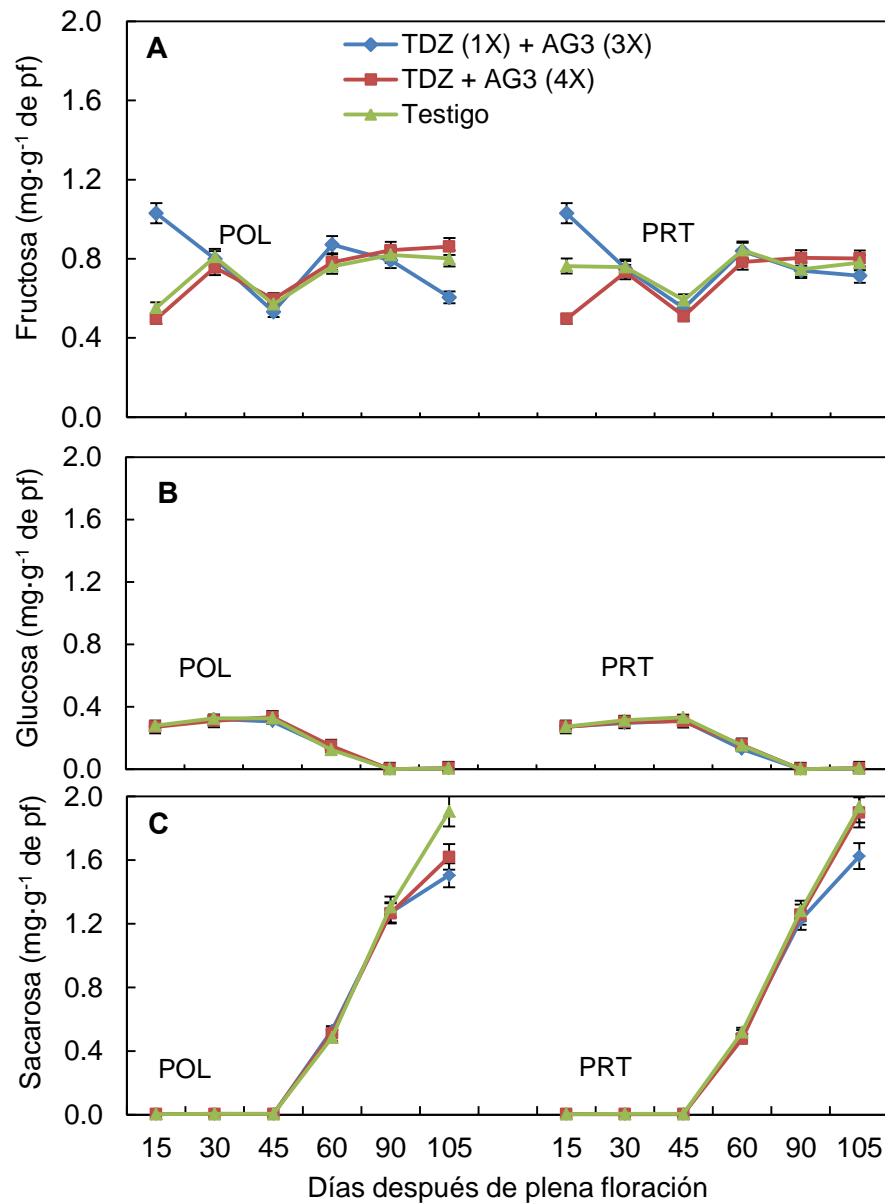 A
TDZ (1X) + AG3 (3X)
TDZ + AG3 (4X)
Testigo
POL
PRT
Fructosa (mg·g⁻¹ de pf)
2.0
1.6
1.2
0.8
0.4
0.0
B
POL
PRT
Glucosa (mg·g⁻¹ de pf)
2.0
1.6
1.2
0.8
0.4
0.0
C
POL
PRT
Sacarosa (mg·g⁻¹ de pf)
2.0
1.6
1.2
0.8
0.4
0.0
15 30 45 60 90 105 15 30 45 60 90 105
Días después de plena floración